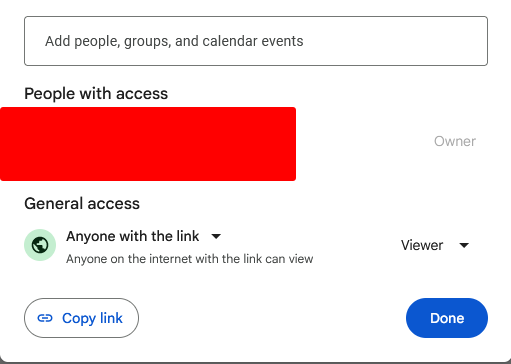 Add people, groups, and calendar events
People with access
Owner
General access
Anyone with the link
Viewer
Anyone on the internet with the link can view
Copy link
Done